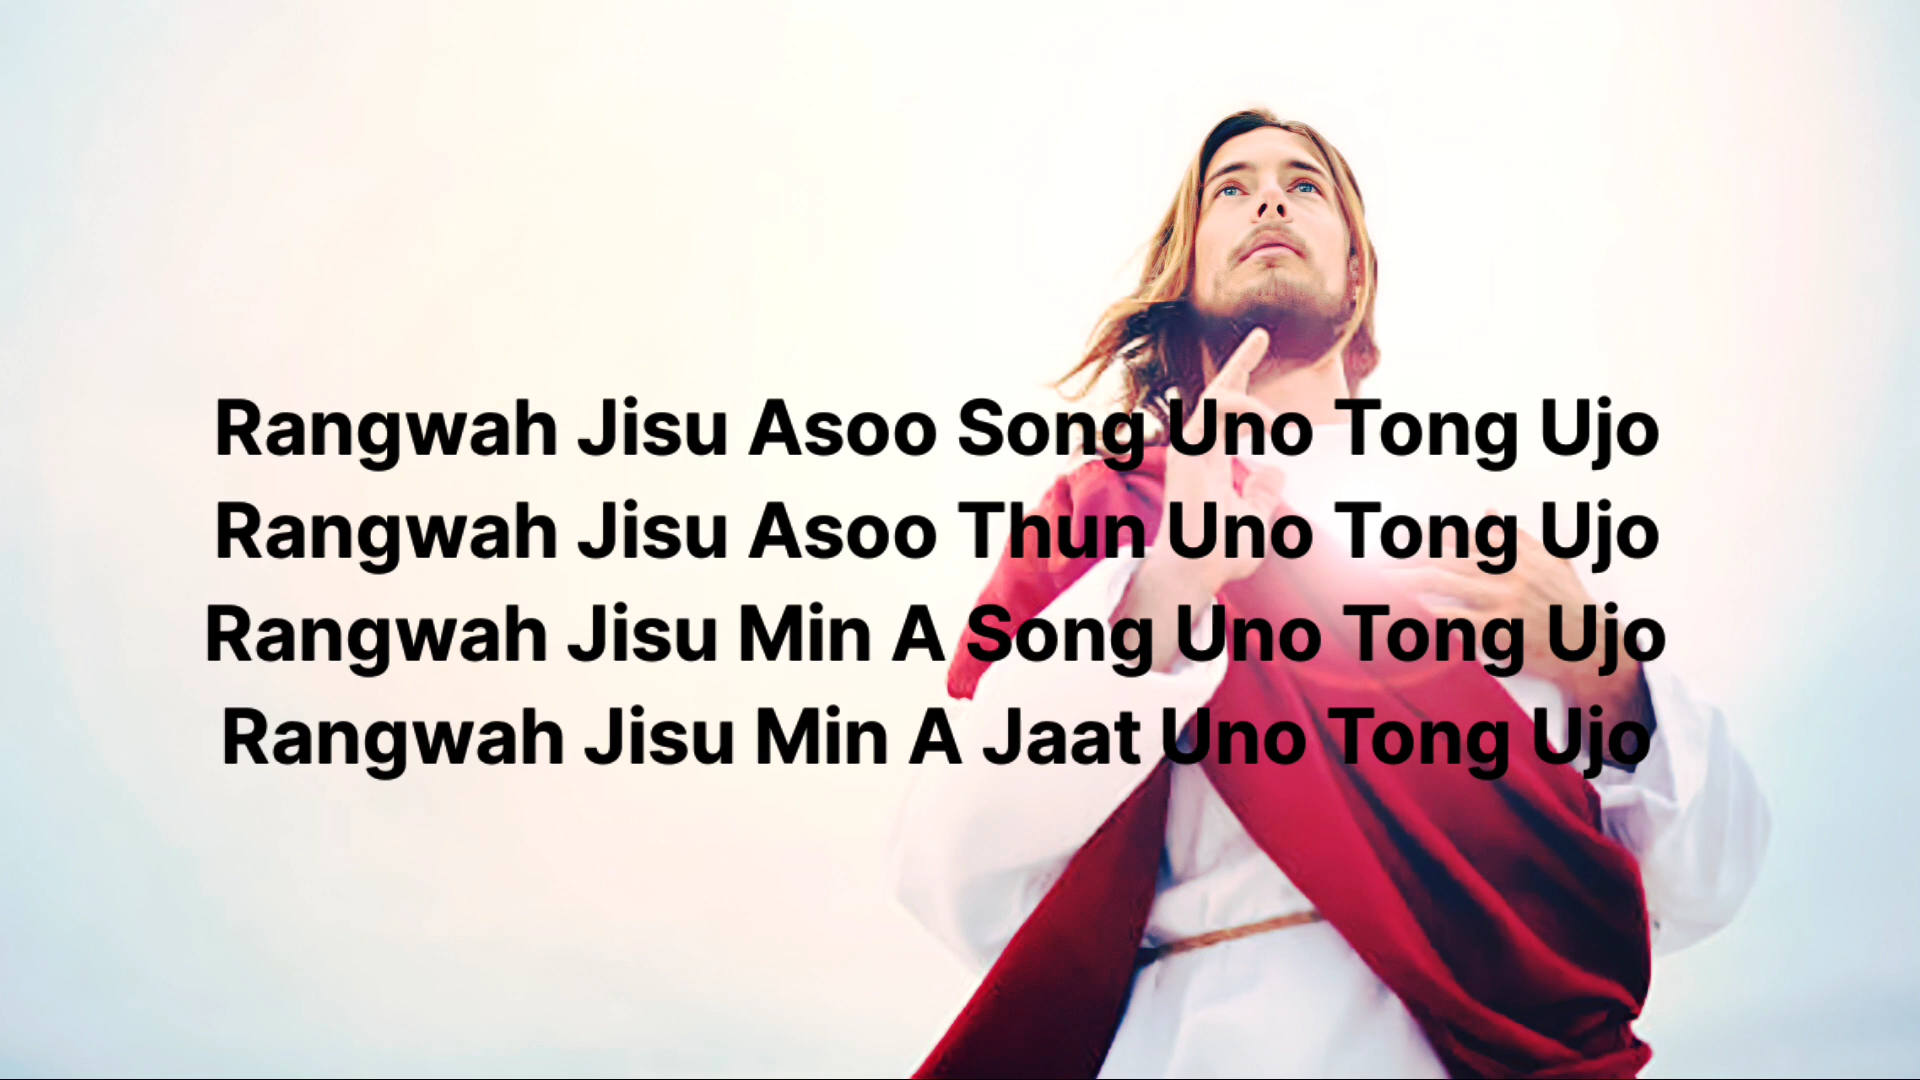 Rangwah Jisu Asoo Song Uno Tong Ujo
Rangwah Jisu Asoo Thun Uno Tong Ujo
Rangwah Jisu Min A Song Uno Tong Ujo
Rangwah Jisu Min A Jaat Uno Tong Ujo